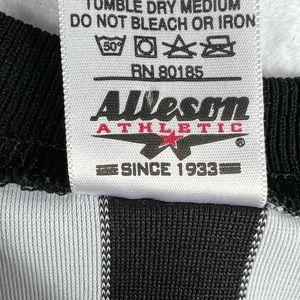 TUMBLE DRY MEDIUM
DO NOT BLEACH OR IRON
50°
RN 80185
Alleson
ATHLETIC
®
SINCE 1933